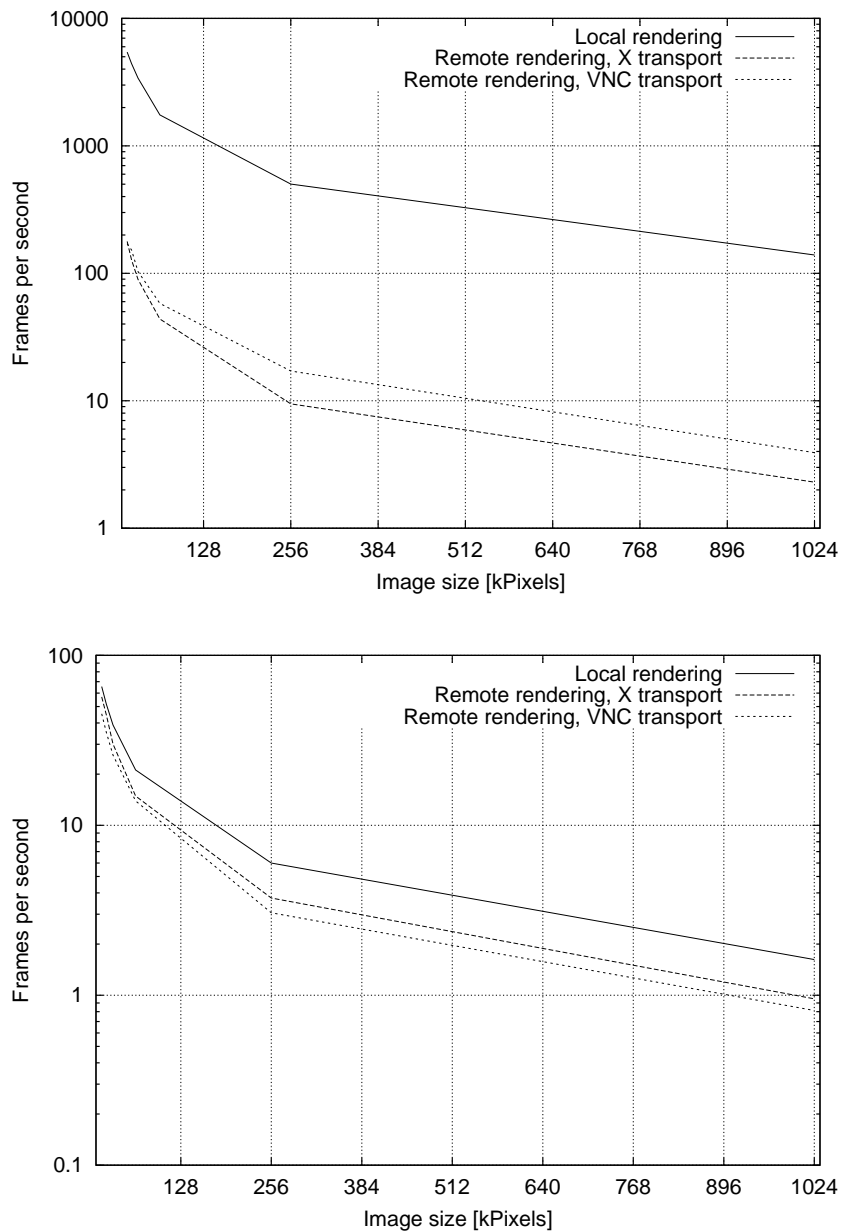 10000
1000
100
10
1
Frames per second
Local rendering
Remote rendering, X transport
Remote rendering, VNC transport
128 256 384 512 640 768 896 1024
Image size [kPixels]
100
10
1
0.1
Frames per second
Local rendering
Remote rendering, X transport
Remote rendering, VNC transport
128 256 384 512 640 768 896 1024
Image size [kPixels]